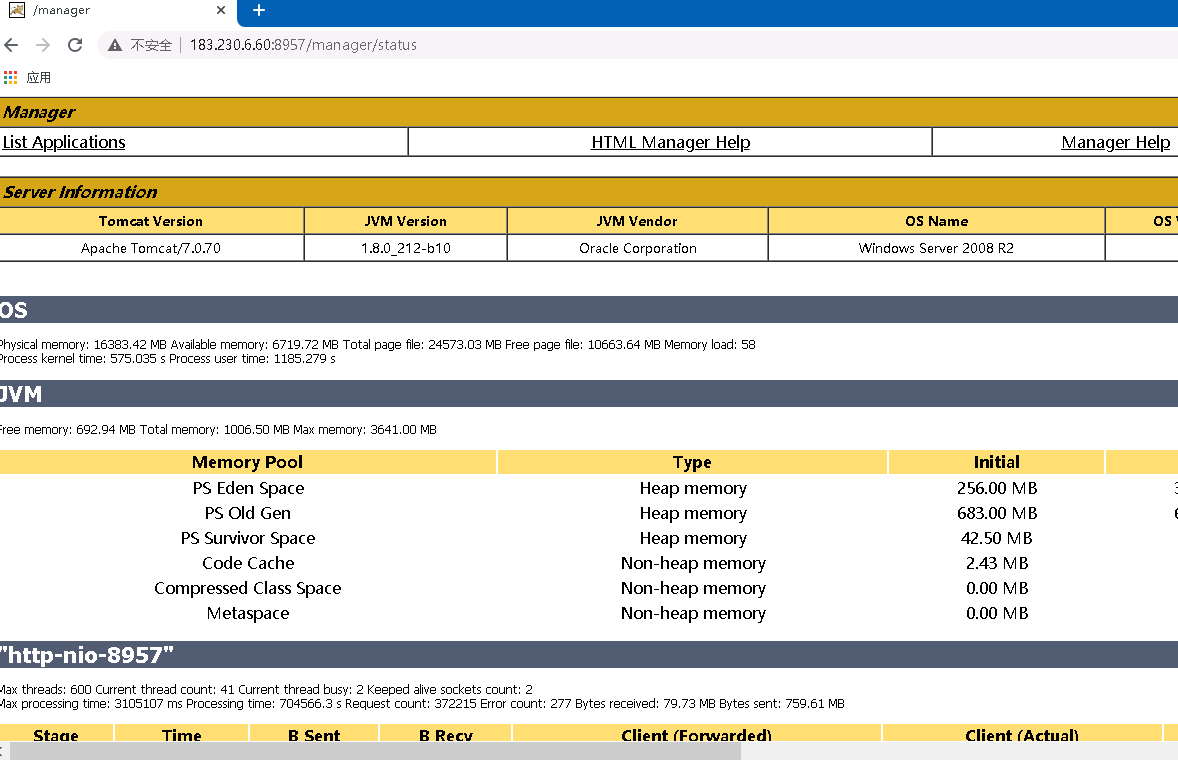 /manager
不安全 183.230.6.60:8957/manager/status
应用
Manager
List Applications HTML Manager Help Manager Help
Server Information
Tomcat Version JVM Version JVM Vendor OS Name OS
Apache Tomcat/7.0.70 1.8.0_212-b10 Oracle Corporation Windows Server 2008 R2
OS
Physical memory: 16383.42 MB Available memory: 6719.72 MB Total page file: 24573.03 MB Free page file: 10663.64 MB Memory load: 58
Process kernel time: 575.035 s Process user time: 1185.279 s
JVM
Free memory: 692.94 MB Total memory: 1006.50 MB Max memory: 3641.00 MB
Memory Pool Type Initial
PS Eden Space Heap memory 256.00 MB
PS Old Gen Heap memory 683.00 MB
PS Survivor Space Heap memory 42.50 MB
Code Cache Non-heap memory 2.43 MB
Compressed Class Space Non-heap memory 0.00 MB
Metaspace Non-heap memory 0.00 MB
"http-nio-8957"
Max threads: 600 Current thread count: 41 Current thread busy: 2 Keeped alive sockets count: 2
Max processing time: 3105107 ms Processing time: 704566.3 s Request count: 372215 Error count: 277 Bytes received: 79.73 MB Bytes sent: 759.61 MB
Stage Time B Sent B Recv Client (Forwarded) Client (Actual)